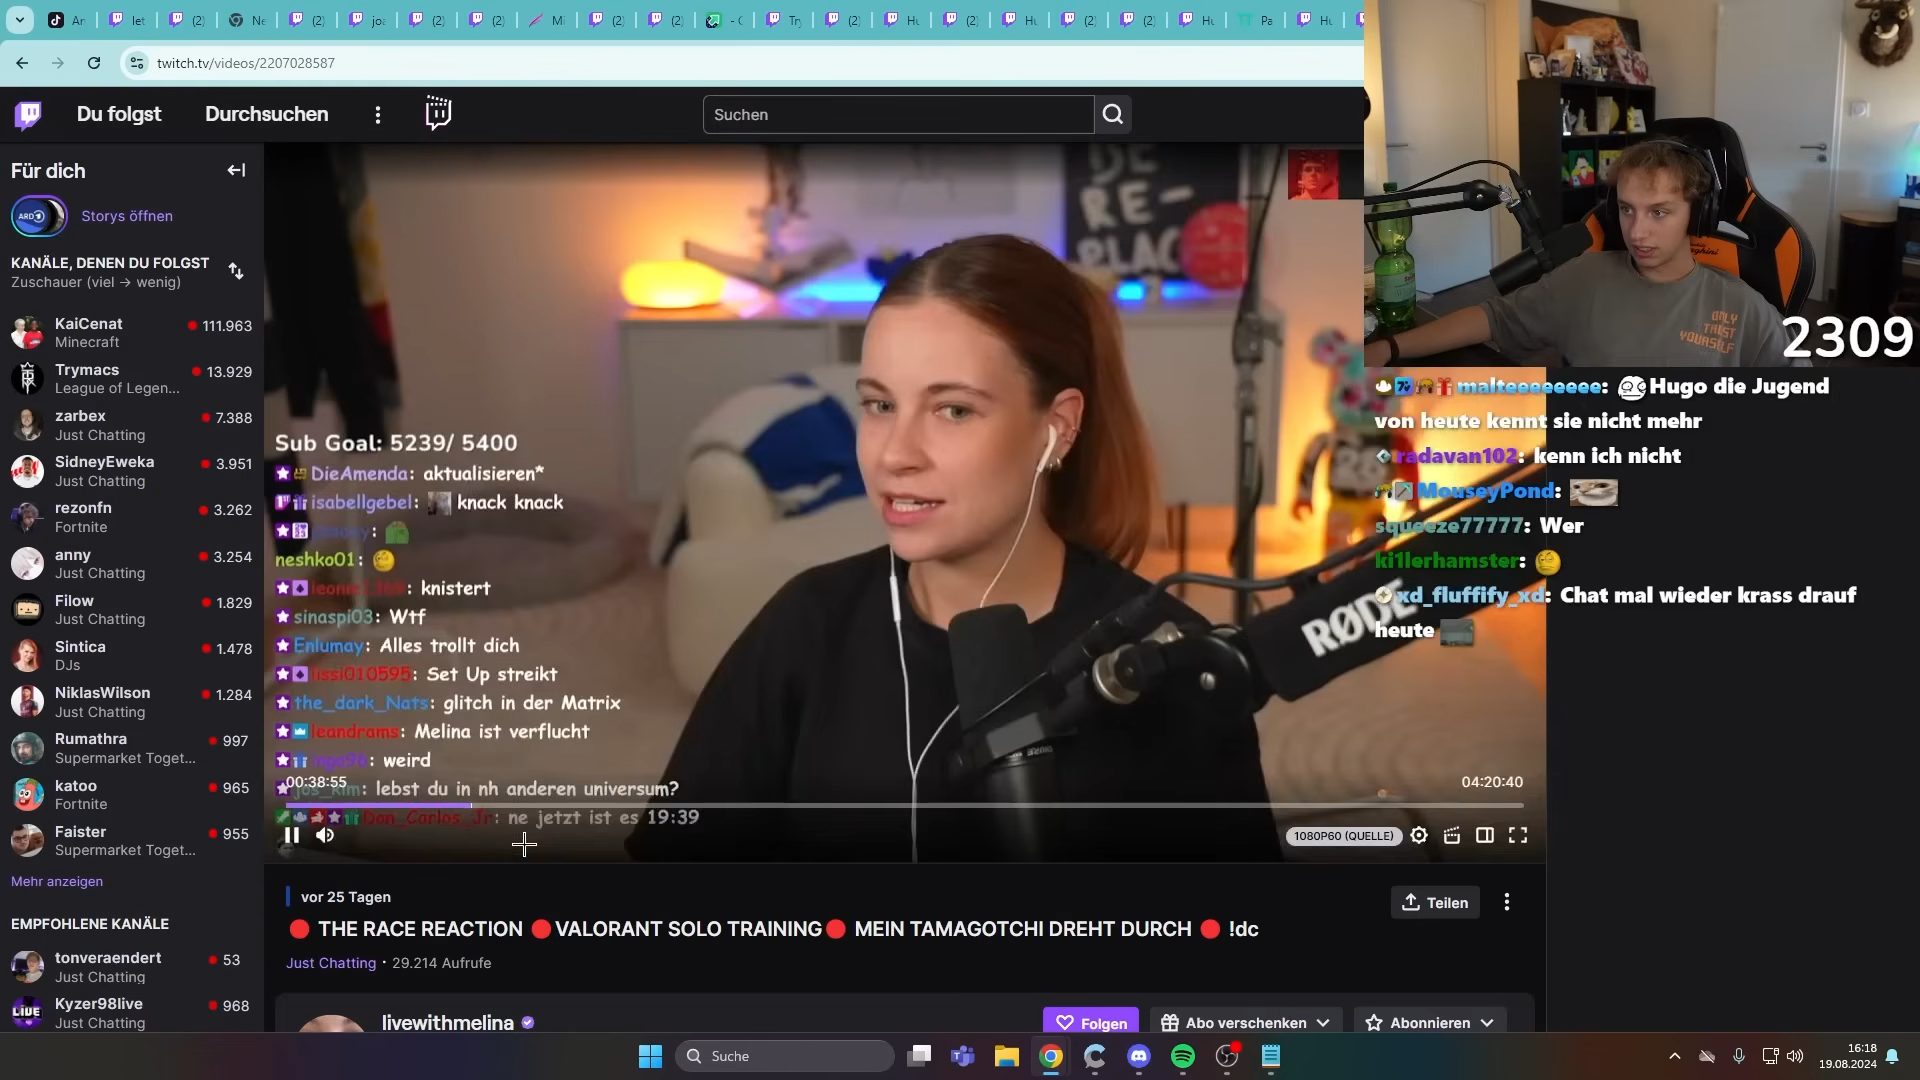 twitch.tv/videos/2207028587
Du folgst
Durchsuchen
Suchen
Für dich
ARD
Storys öffnen
KANÄLE, DENEN DU FOLGST
Zuschauer (viel → wenig)
KaiCenat
111.963
Minecraft
Trymacs
13.929
League of Legen...
zarbex
7.388
Just Chatting
SidneyEweka
3.951
Just Chatting
rezonfn
3.262
Fortnite
anny
3.254
Just Chatting
Filow
1.829
Just Chatting
Sintica
1.478
DJs
NiklasWilson
1.284
Just Chatting
Rumathra
997
Supermarket Toget...
katoo
965
Fortnite
Faister
955
Supermarket Toget...
Mehr anzeigen
EMPFOHLENE KANÄLE
tonveraendert
53
Just Chatting
Kyzer98live
968
Just Chatting
Sub Goal: 5239/ 5400
DieAmenda: aktualisieren*
isabellgebel: knack knack
neshko01:
: knistert
sinaspi03: Wtf
Enlumay: Alles trollt dich
lissi010595: Set Up streikt
the_dark_Nats: glitch in der Matrix
leandrams: Melina ist verflucht
: weird
: lebst du in nh anderen universum?
Don_Carlos_Jr: ne jetzt ist es 19:39
00:38:55
04:20:40
1080P60 (QUELLE)
RØDE
ONLY
TRUST
YOURSELF
2309
malteeeeeeee: Hugo die Jugend
von heute kennt sie nicht mehr
radavan102: kenn ich nicht
MouseyPond:
squeeze77777: Wer
ki1lerhamster:
xd_fluffify_xd: Chat mal wieder krass drauf
heute
vor 25 Tagen
Teilen
THE RACE REACTION VALORANT SOLO TRAINING MEIN TAMAGOTCHI DREHT DURCH !dc
Just Chatting • 29.214 Aufrufe
livewithmelina
Folgen
Abo verschenken
Abonnieren
Suche
16:18
19.08.2024